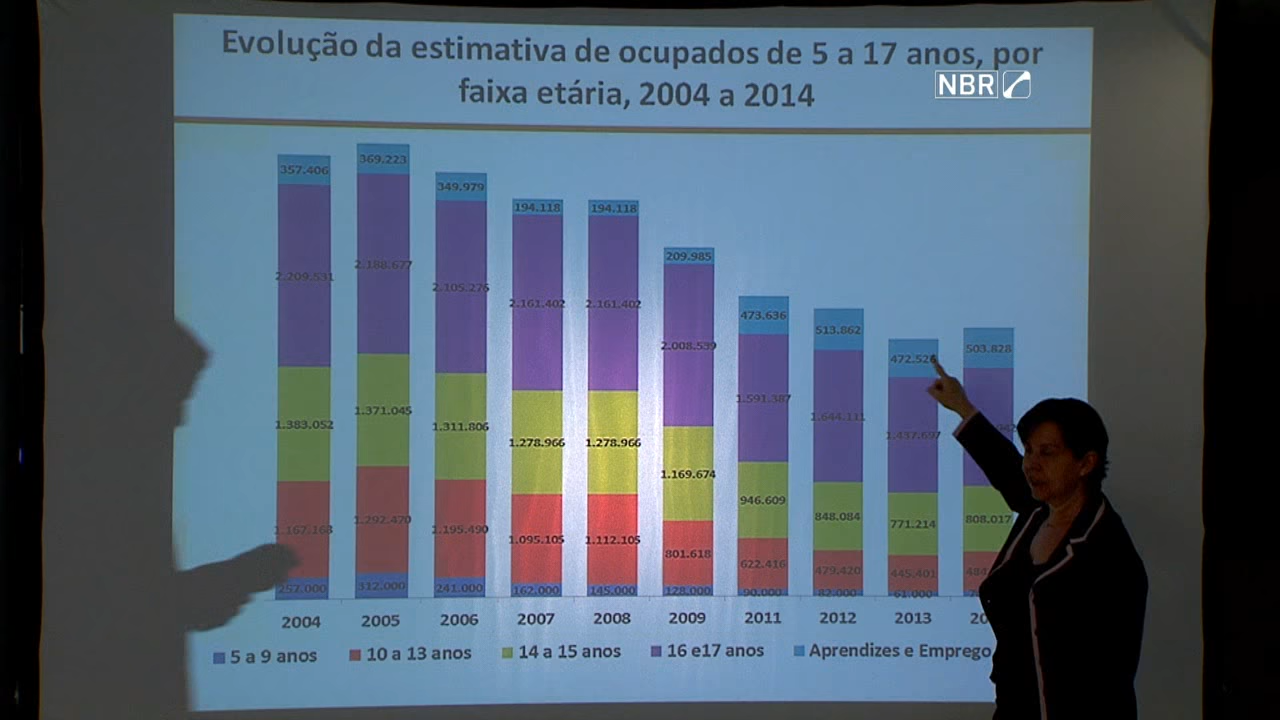 Evolução da estimativa de ocupados de 5 a 17 anos, por
faixa etária, 2004 a 2014
NBR
357.406 369.223 349.979 194.118 194.118 209.985 473.636 513.862 472.526 503.828
2.209.531 2.188.677 2.105.276 2.161.402 2.161.402 2.008.539 1.591.387 1.644.111 1.437.697
1.383.052 1.371.045 1.311.806 1.278.966 1.278.966 1.169.674 946.609 848.084 771.214 808.017
1.167.168 1.292.470 1.195.490 1.095.105 1.112.105 801.618 622.416 479.420 445.401
257.000 312.000 241.000 162.000 145.000 128.000 90.000 82.000 61.000
2004 2005 2006 2007 2008 2009 2011 2012 2013
5 a 9 anos 10 a 13 anos 14 a 15 anos 16 e17 anos Aprendizes e Emprego